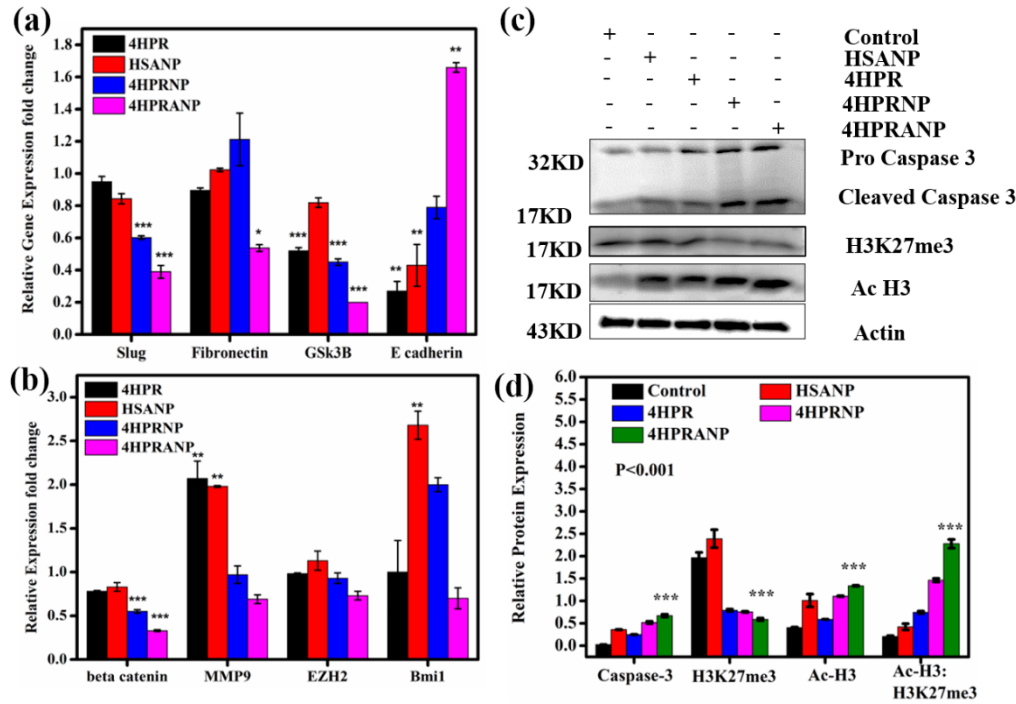 (a)
Relative Gene Expression fold change
1.8
1.6
1.4
1.2
1.0
0.8
0.6
0.4
0.2
0.0
4HPR
HSANP
4HPRNP
4HPRANP
*** *** * *** *** *** ** ** **
Slug Fibronectin GSk3B E cadherin
(b)
Relative Expression fold change
3.0
2.5
2.0
1.5
1.0
0.5
0.0
4HPR
HSANP
4HPRNP
4HPRANP
*** *** ** ** **
beta catenin MMP9 EZH2 Bmi1
(c)
+ - - - - Control
- + - - - HSANP
- - + - - 4HPR
- - - + - 4HPRNP
- - - - + 4HPRANP
32KD Pro Caspase 3
17KD Cleaved Caspase 3
17KD H3K27me3
17KD Ac H3
43KD Actin
(d)
Relative Protein Expression
6.0
5.5
5.0
4.5
4.0
3.5
3.0
2.5
2.0
1.5
1.0
0.5
0.0
Control HSANP
4HPR 4HPRNP
4HPRANP
P<0.001
*** *** *** ***
Caspase-3 H3K27me3 Ac-H3 Ac-H3:
H3K27me3